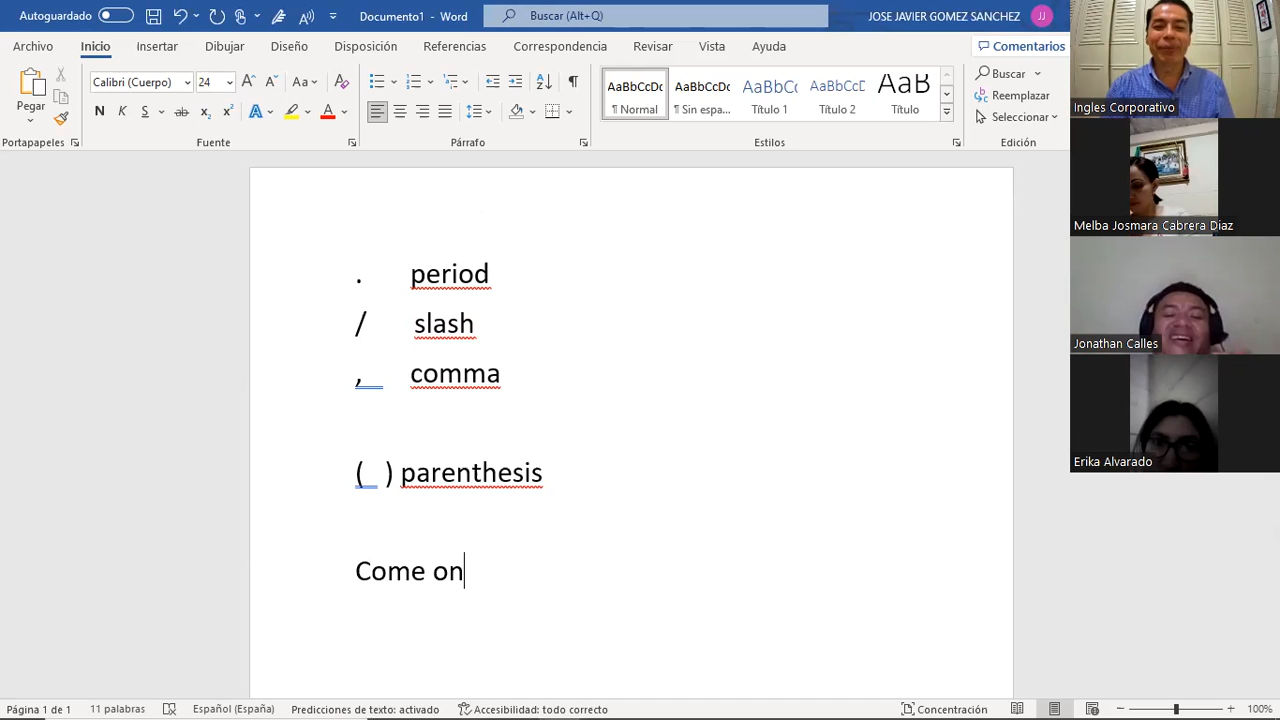 Autoguardado Documento1 - Word Buscar (Alt+Q) JOSE JAVIER GOMEZ SANCHEZ JJ
Archivo Inicio Insertar Dibujar Diseño Disposición Referencias Correspondencia Revisar Vista Ayuda Comentarios
Pegar
Calibri (Cuerpo) 24
N K S
Portapapeles Fuente Párrafo Estilos Edición
AaBbCcDc AaBbCcDc AaBbCc AaBbCcD AaB
¶ Normal ¶ Sin espa... Título 1 Título 2 Título
Buscar
Reemplazar
Seleccionar
. period
/ slash
, comma
( ) parenthesis
Come on
Ingles Corporativo
Melba Josmara Cabrera Diaz
Jonathan Calles
Erika Alvarado
Página 1 de 1 11 palabras Español (España) Predicciones de texto: activado Accesibilidad: todo correcto Concentración 100%